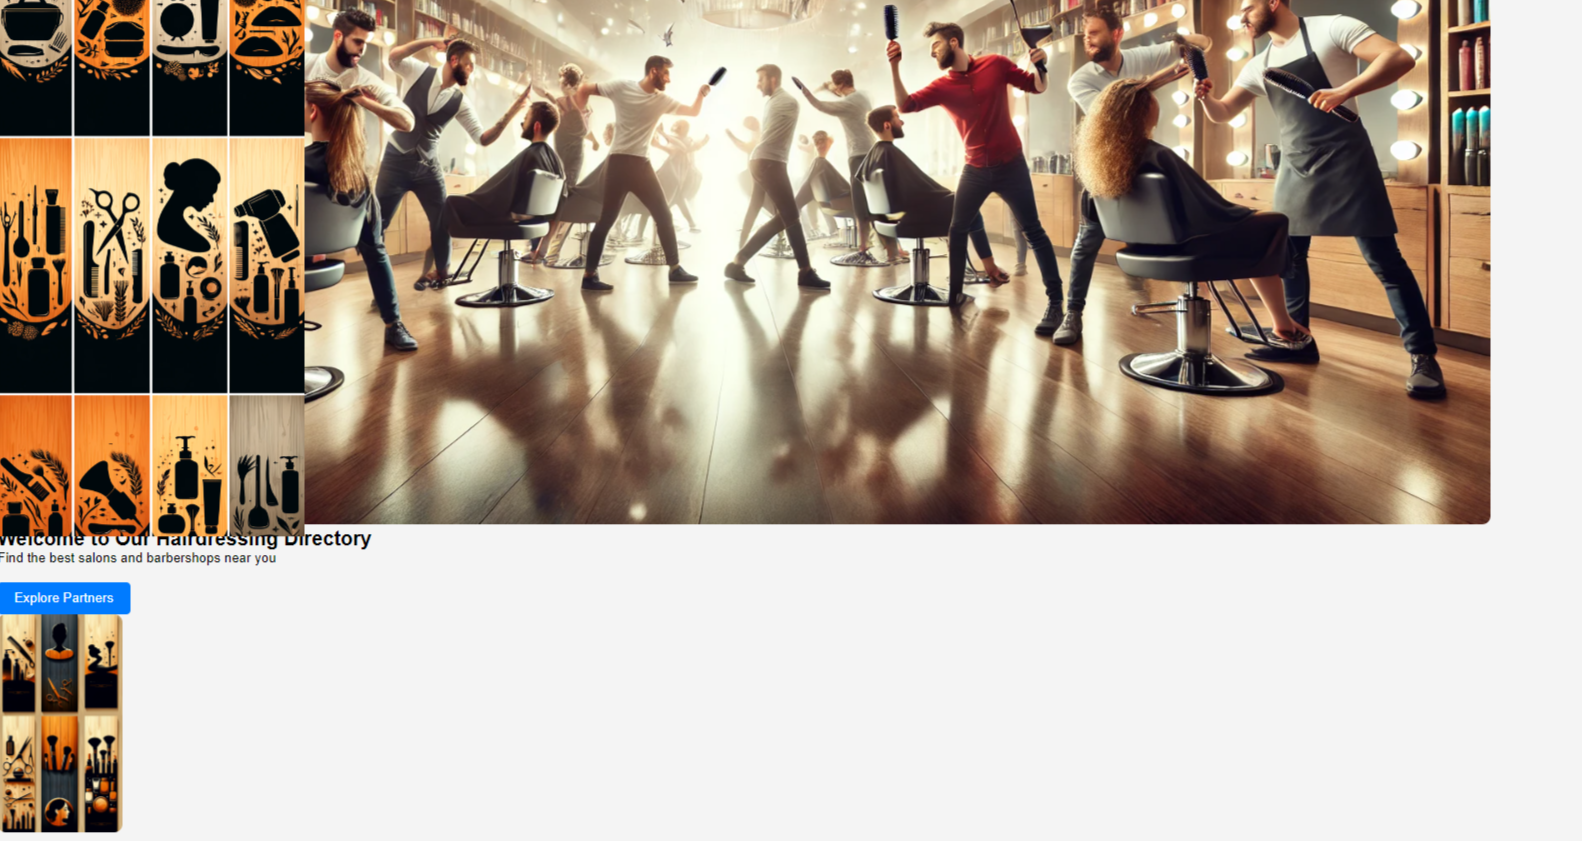 Welcome to Our Hairdressing Directory
Find the best salons and barbershops near you
Explore Partners